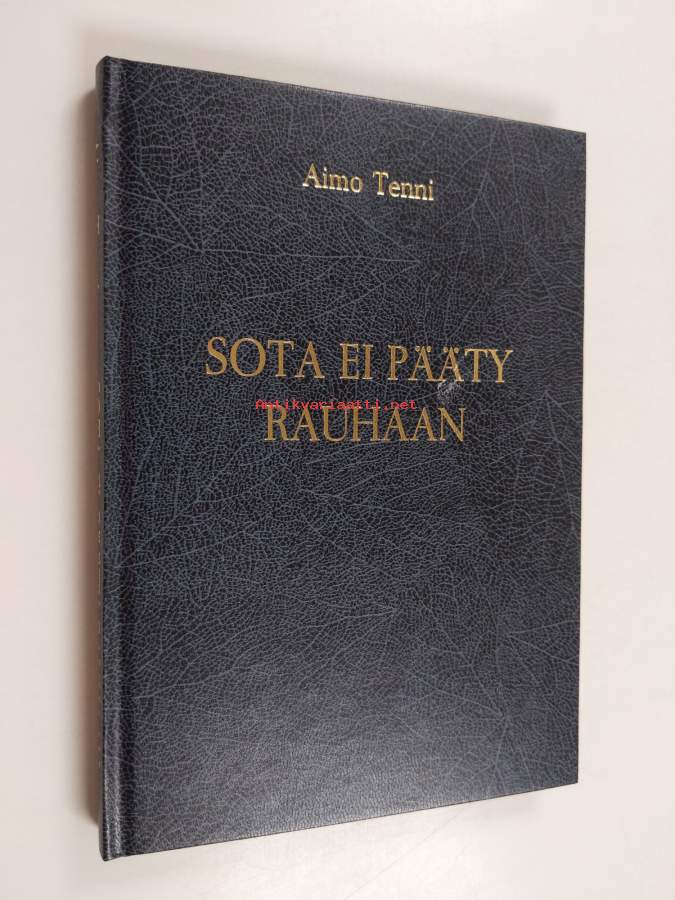 Aimo Tenni
SOTA EI PÄÄTY
Antikvariaatti.net
RAUHAAN